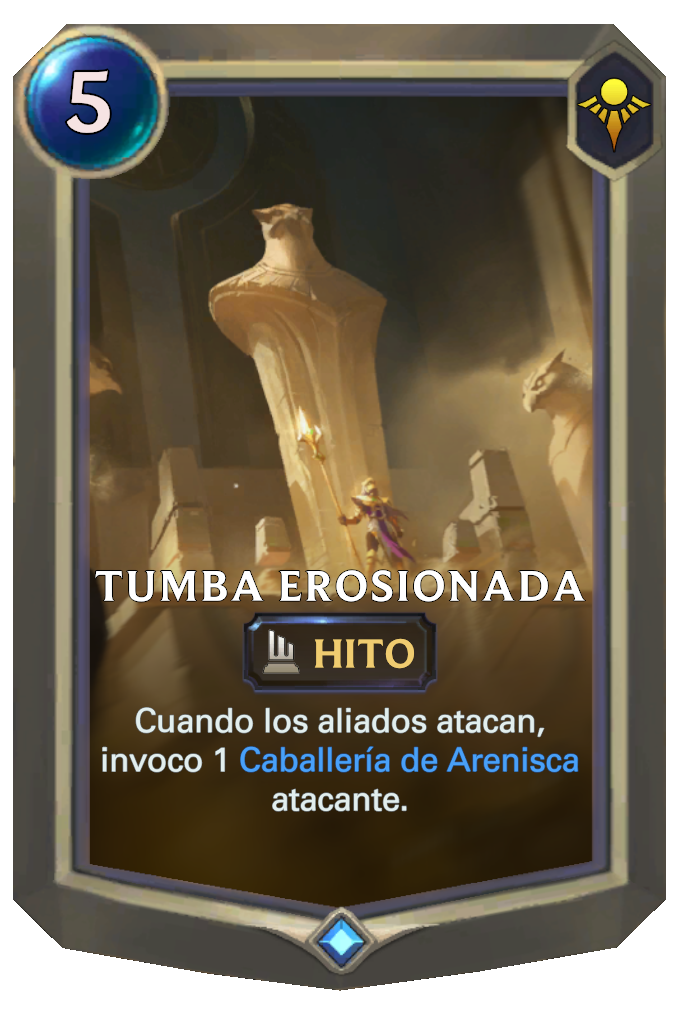 5
TUMBA EROSIONADA
HITO
Cuando los aliados atacan,
invoco 1 Caballería de Arenisca
atacante.